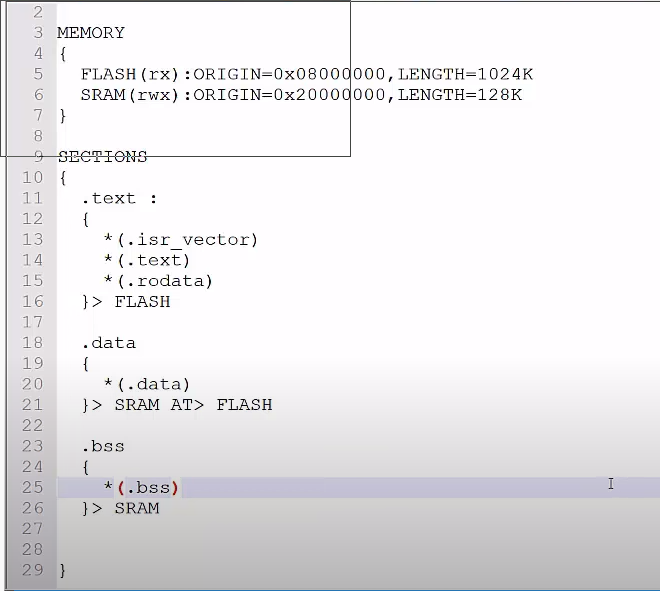 2
3 MEMORY
4 {
5 FLASH(rx):ORIGIN=0x08000000,LENGTH=1024K
6 SRAM(rwx):ORIGIN=0x20000000,LENGTH=128K
7 }
8
9 SECTIONS
10 {
11 .text :
12 {
13 *(.isr_vector)
14 *(.text)
15 *(.rodata)
16 }> FLASH
17
18 .data
19 {
20 *(.data)
21 }> SRAM AT> FLASH
22
23 .bss
24 {
25 *(.bss)
26 }> SRAM
27
28
29 }